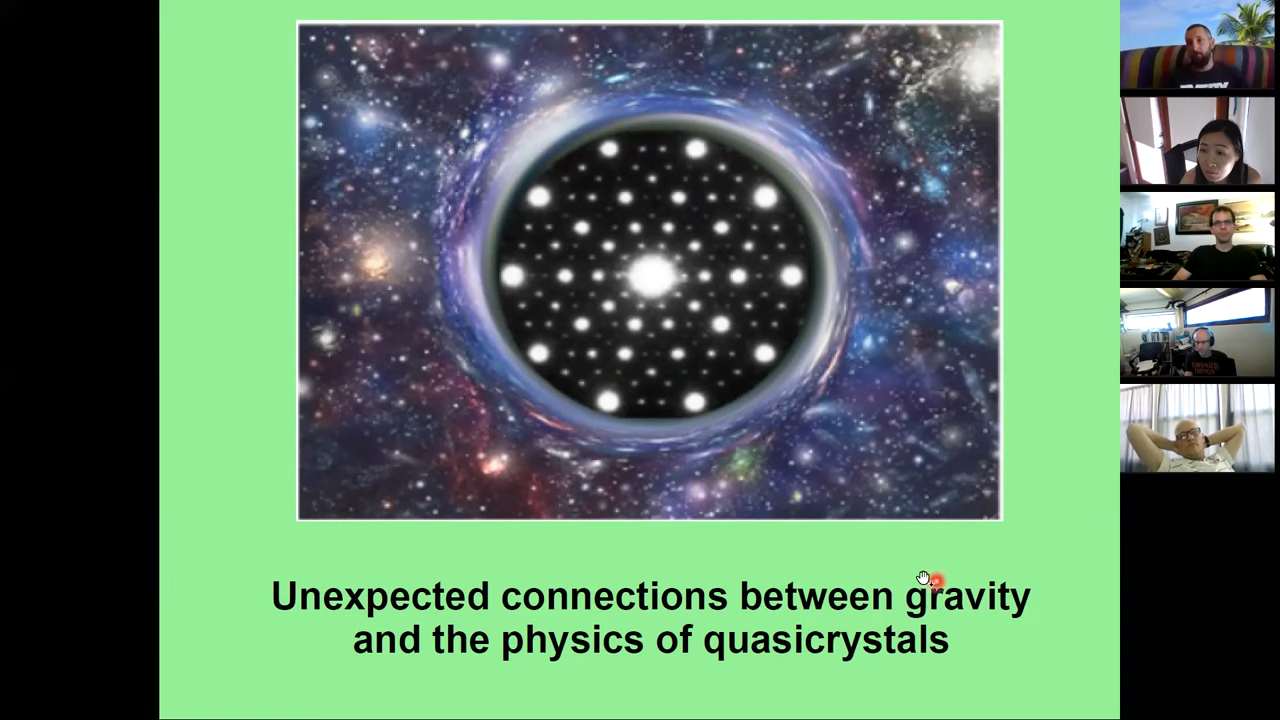 Unexpected connections between gravity
and the physics of quasicrystals